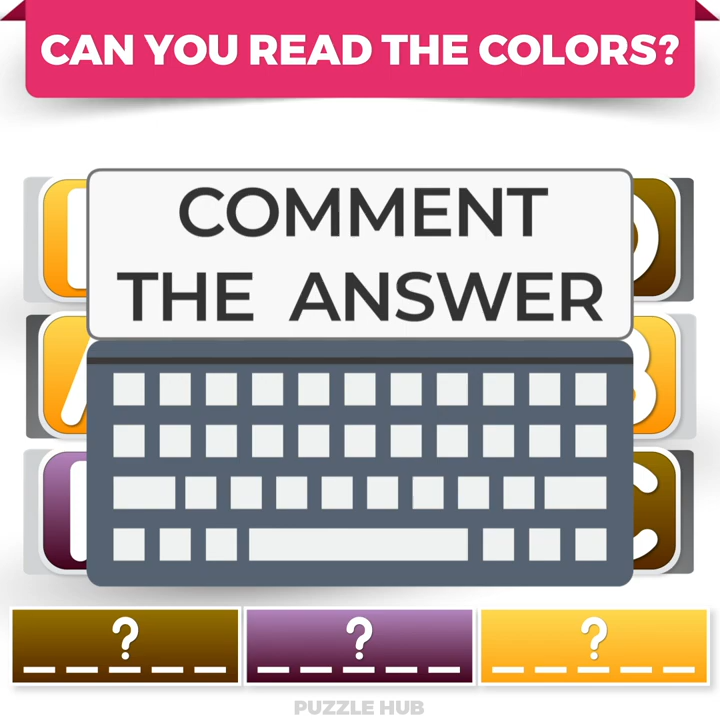 CAN YOU READ THE COLORS?
COMMENT
THE ANSWER
? ? ?
_ _ _ _ _ _ _ _ _ _ _ _ _ _ _
PUZZLE HUB